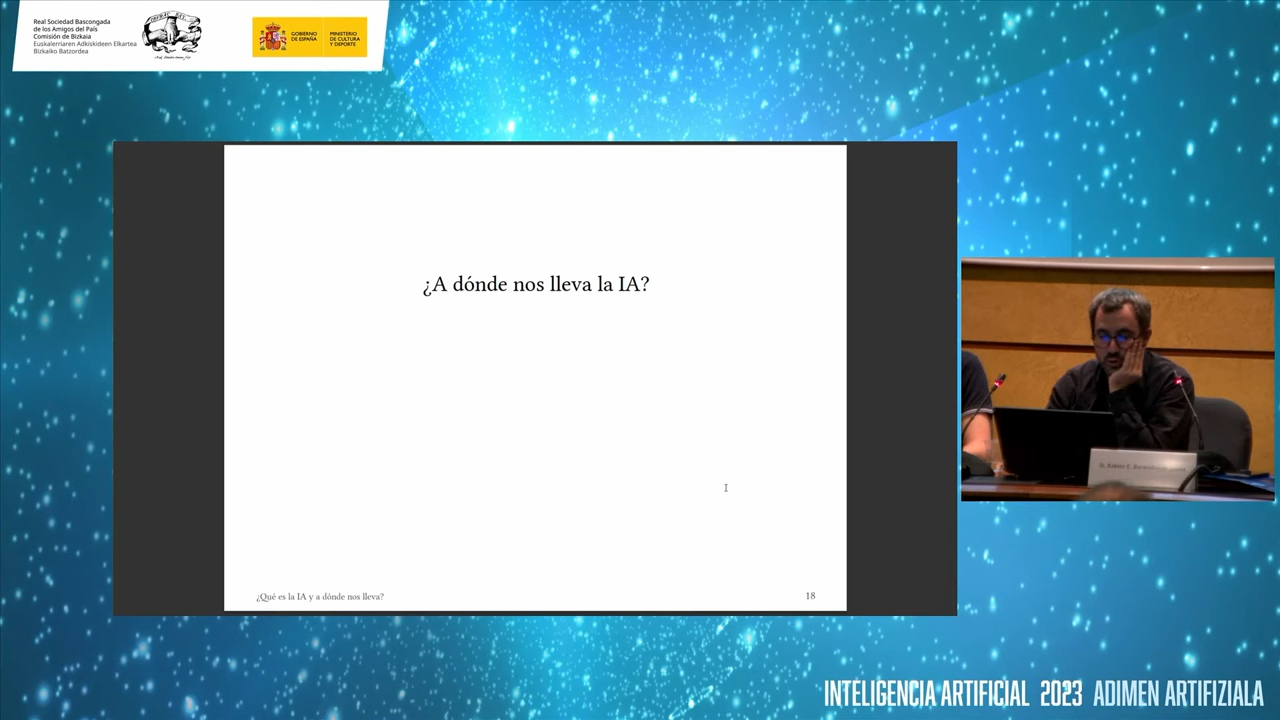 Real Sociedad Bascongada
de los Amigos del País
Comisión de Bizkaia
Euskalerriaren Adkiskideen Elkartea
Bizkaiko Batzordea
GOBIERNO
DE ESPAÑA
MINISTERIO
DE CULTURA
Y DEPORTE
¿A dónde nos lleva la IA?
¿Qué es la IA y a dónde nos lleva?
18
INTELIGENCIA ARTIFICIAL 2023 ADIMEN ARTIFIZIALA